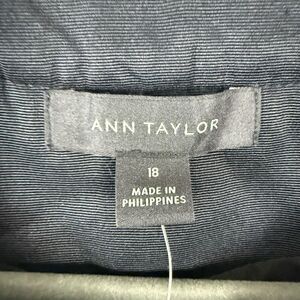 ANN TAYLOR
18
MADE IN
PHILIPPINES